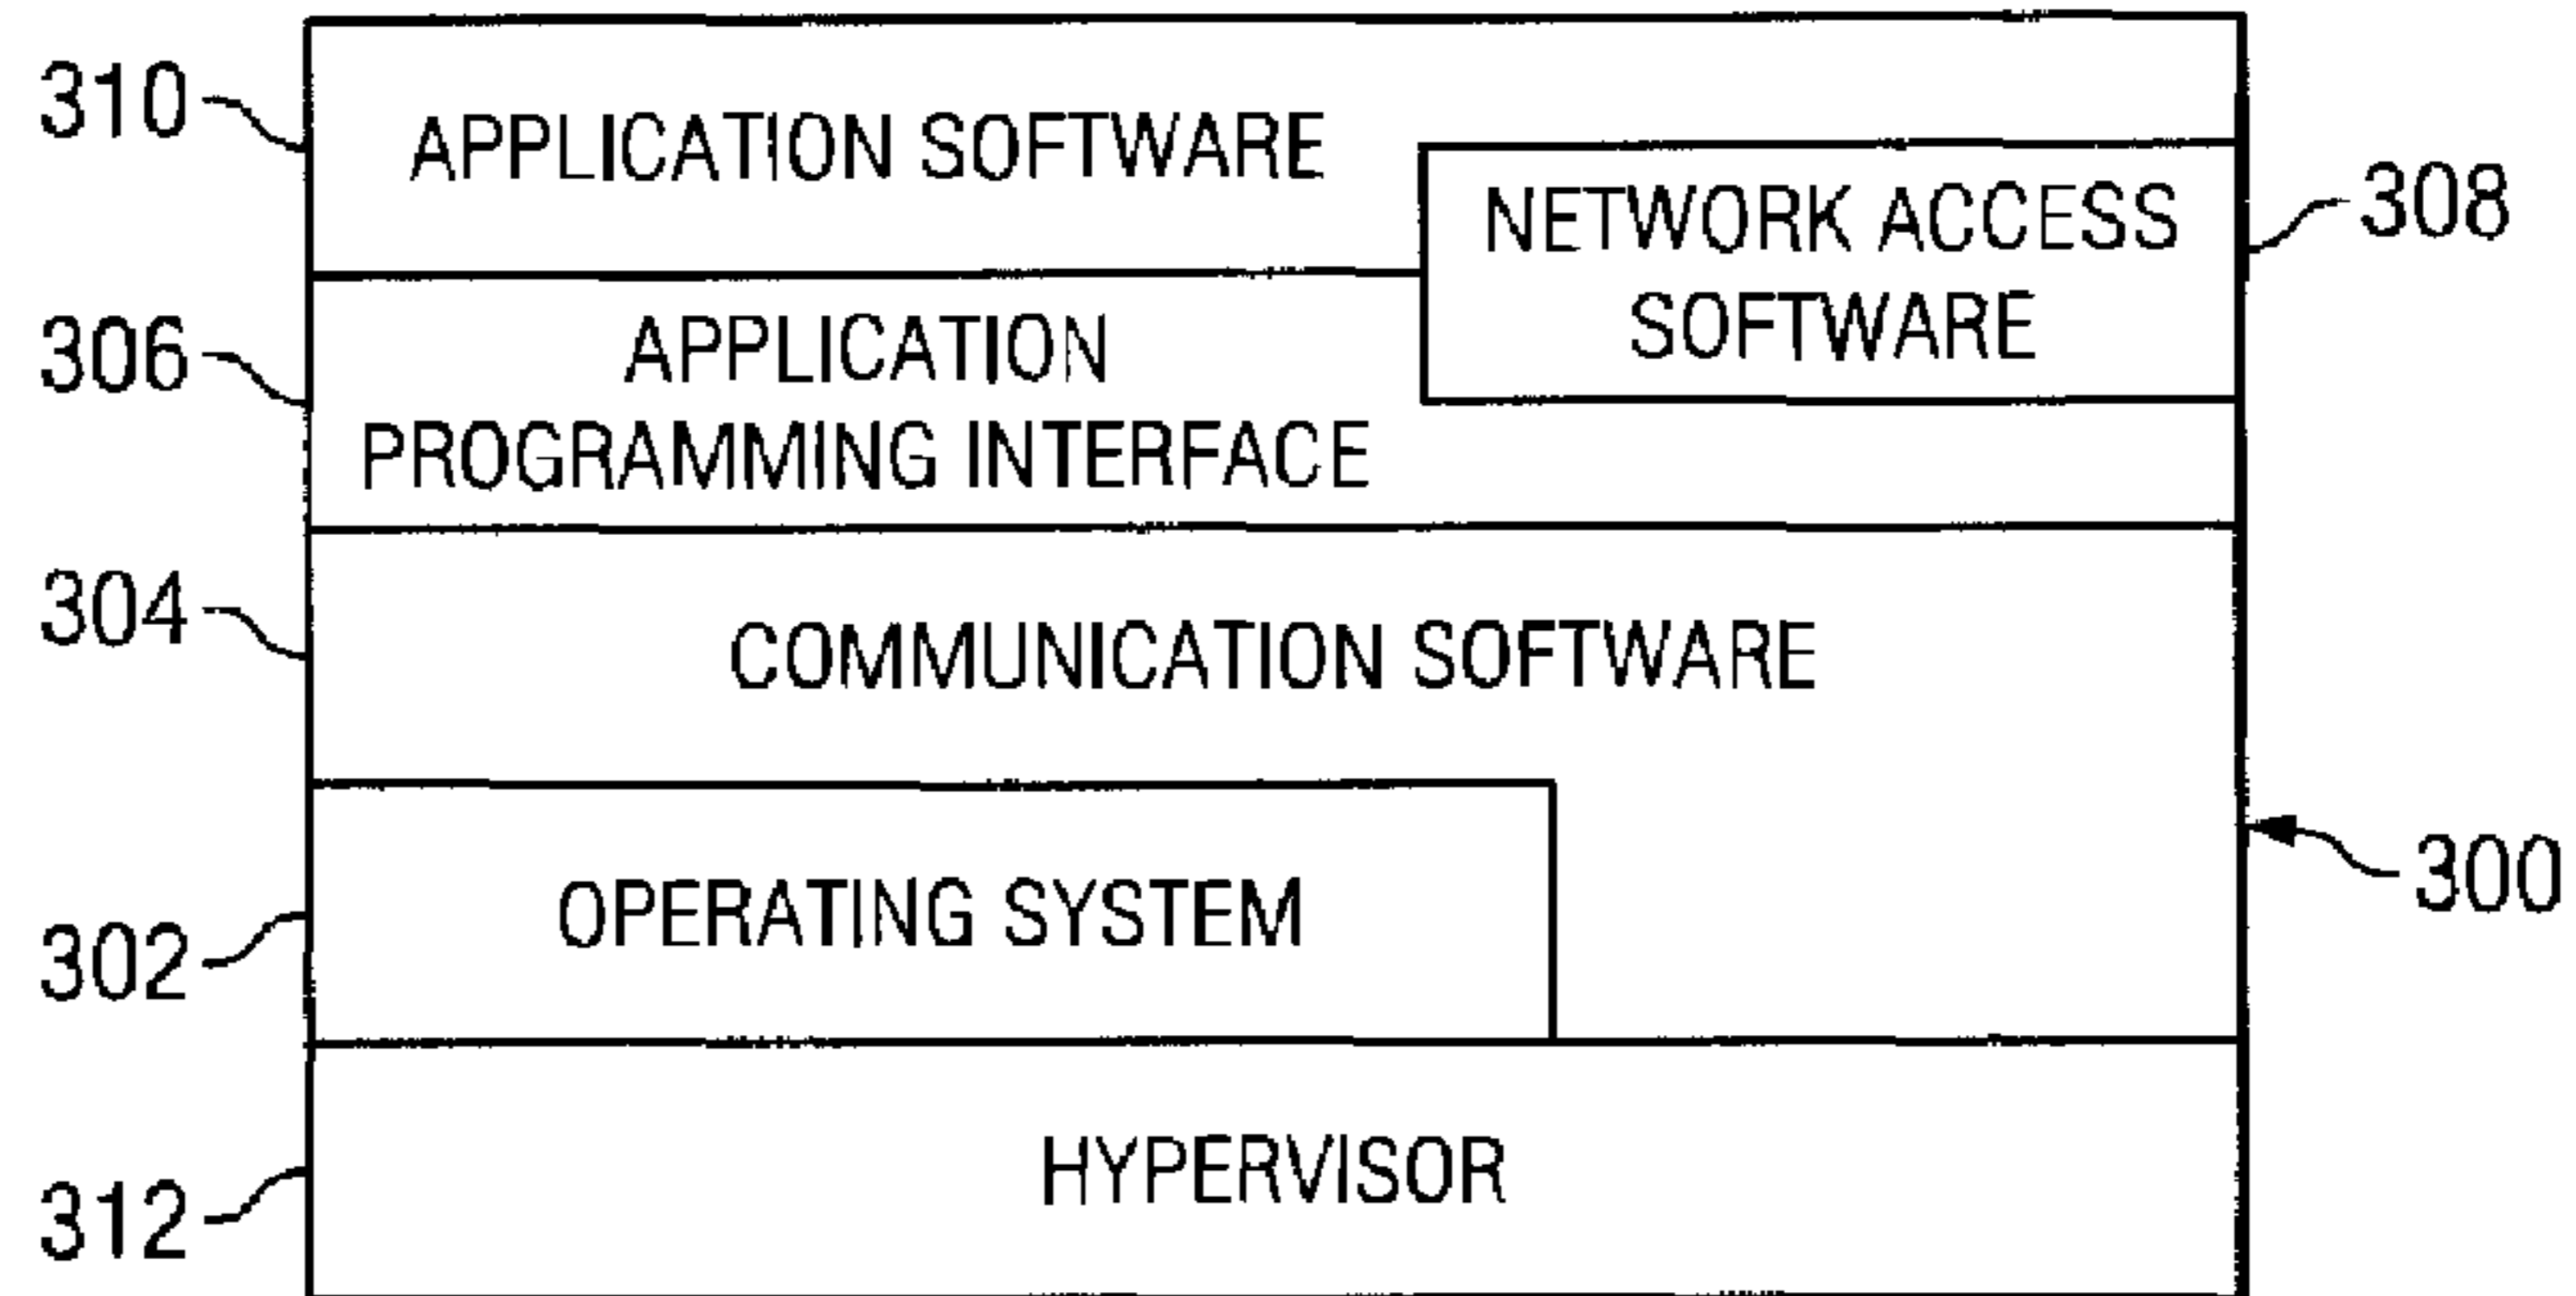 310
APPLICATION SOFTWARE
NETWORK ACCESS
SOFTWARE
308
306
APPLICATION
PROGRAMMING INTERFACE
304
COMMUNICATION SOFTWARE
300
302
OPERATING SYSTEM
312
HYPERVISOR